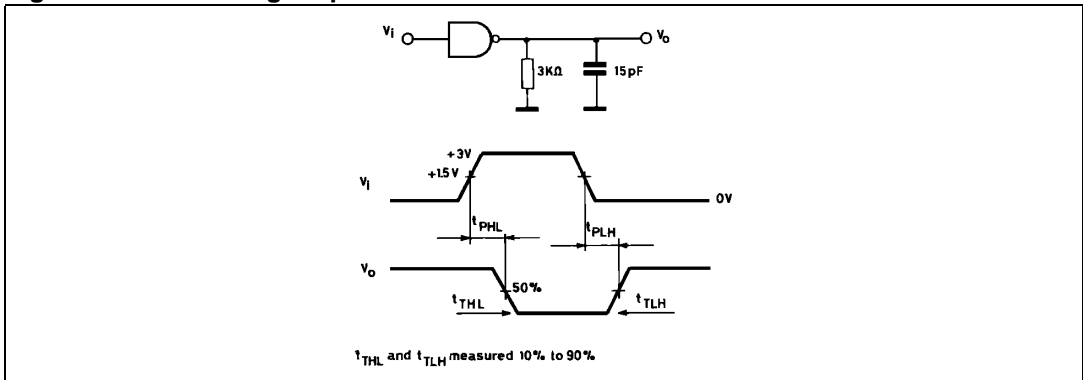 Vi
Vo
3KΩ
15pF
+3V
+1.5V
Vi
0V
tPHL
tPLH
Vo
50%
tTHL
tTLH
tTHL and tTLH measured 10% to 90%